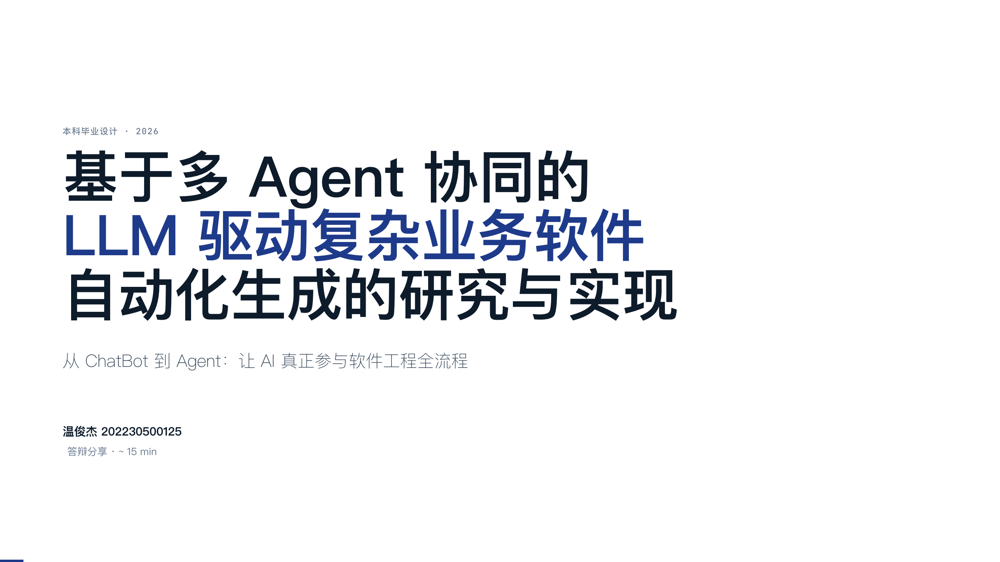 本科毕业设计 · 2026
基于多 Agent 协同的
LLM 驱动复杂业务软件
自动化生成的研究与实现
从 ChatBot 到 Agent：让 AI 真正参与软件工程全流程
温俊杰 202230500125
答辩分享 · ~ 15 min